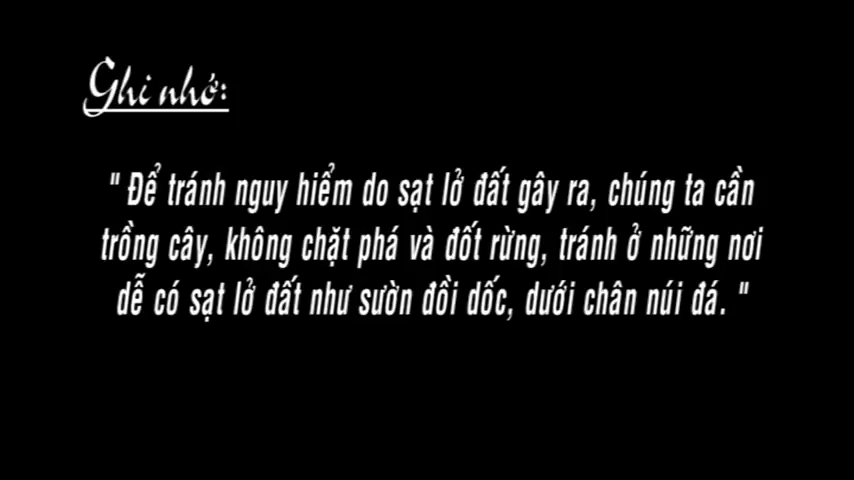 Ghi nhớ:
" Để tránh nguy hiểm do sạt lở đất gây ra, chúng ta cần
trồng cây, không chặt phá và đốt rừng, tránh ở những nơi
dễ có sạt lở đất như sườn đồi dốc, dưới chân núi đá. "